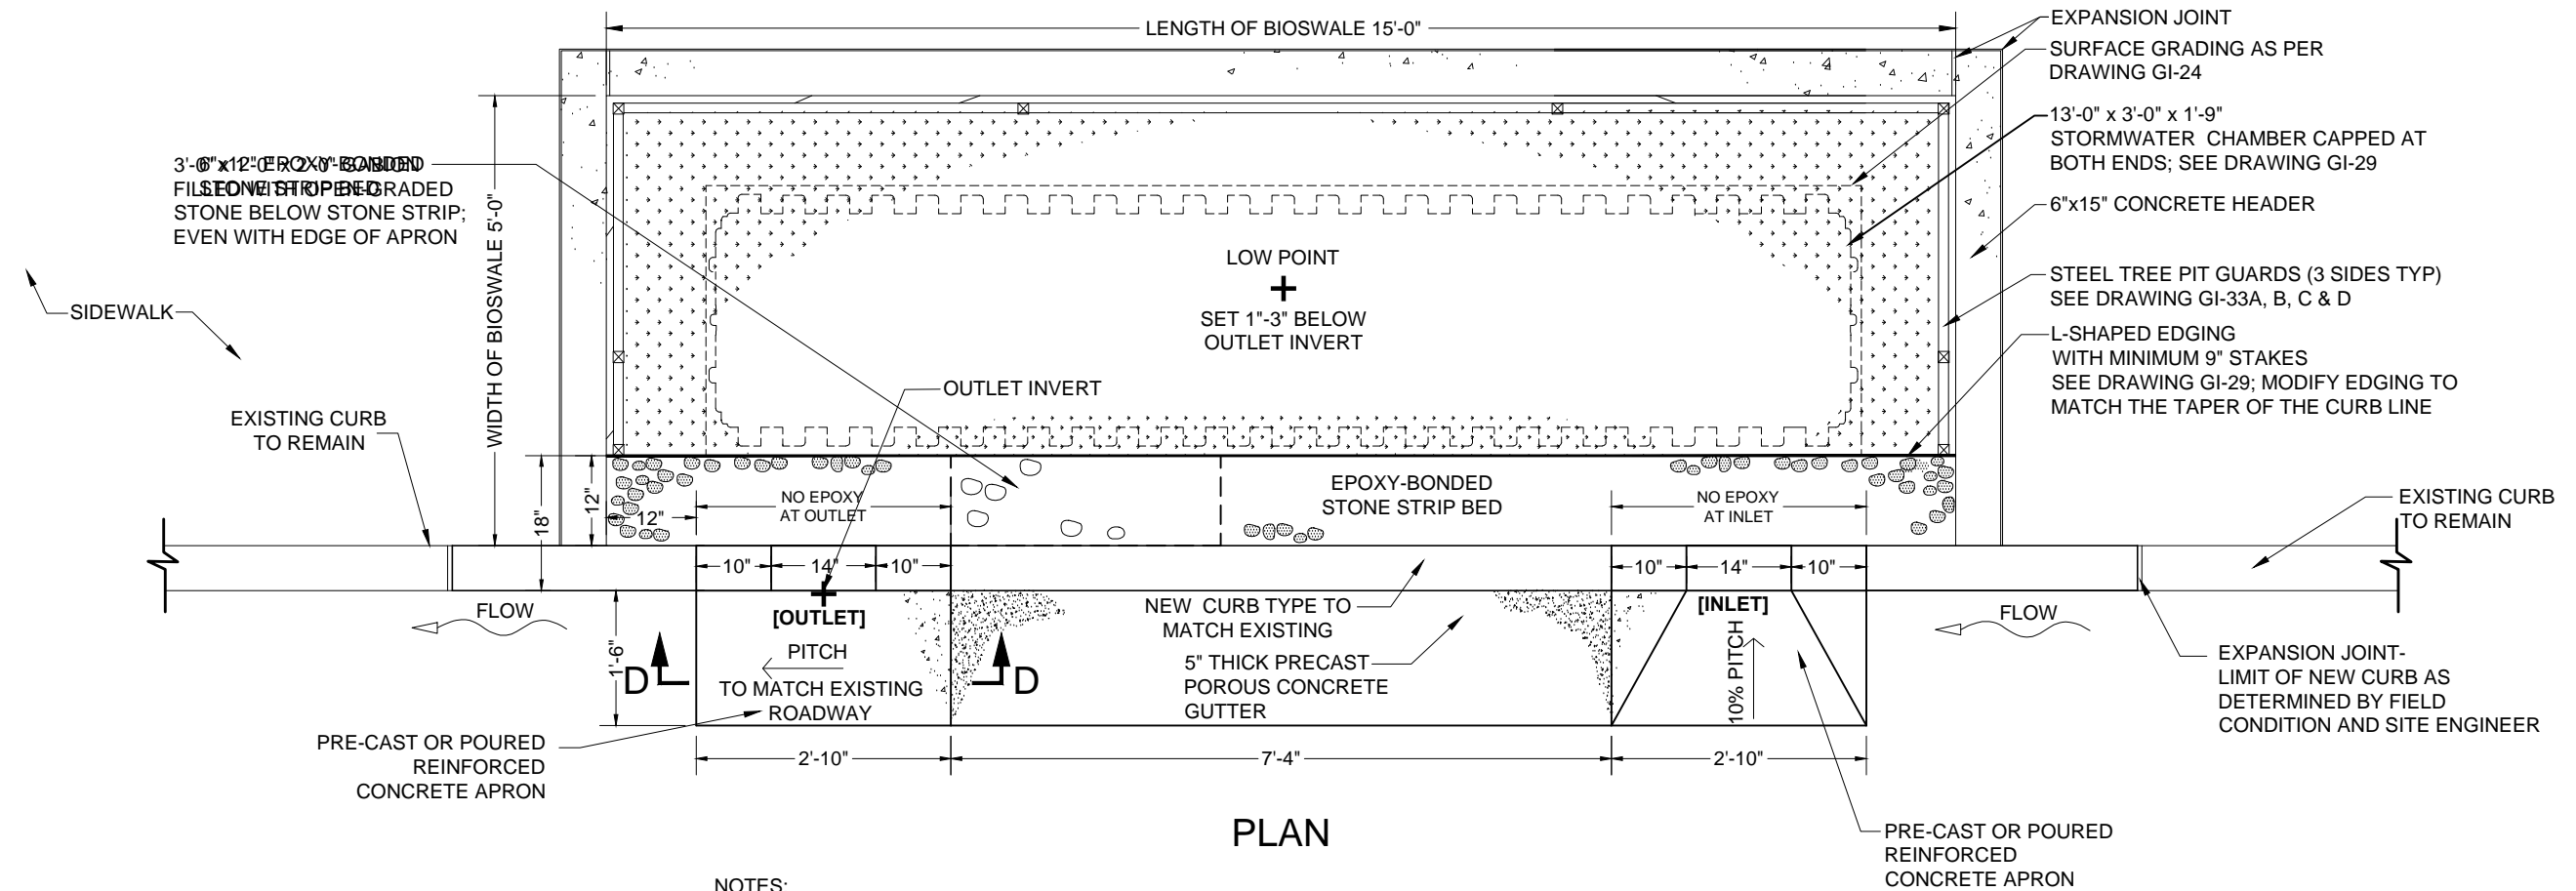 LENGTH OF BIOSWALE 15'-0"
EXPANSION JOINT
SURFACE GRADING AS PER
DRAWING GI-24
13'-0" x 3'-0" x 1'-9"
STORMWATER CHAMBER CAPPED AT
BOTH ENDS; SEE DRAWING GI-29
6"x15" CONCRETE HEADER
STEEL TREE PIT GUARDS (3 SIDES TYP)
SEE DRAWING GI-33A, B, C & D
L-SHAPED EDGING
WITH MINIMUM 9" STAKES
SEE DRAWING GI-29; MODIFY EDGING TO
MATCH THE TAPER OF THE CURB LINE
STONE BELOW STONE STRIP;
EVEN WITH EDGE OF APRON
WIDTH OF BIOSWALE 5'-0"
SIDEWALK
LOW POINT
SET 1"-3" BELOW
OUTLET INVERT
OUTLET INVERT
EXISTING CURB
TO REMAIN
18"
12"
12"
NO EPOXY
AT OUTLET
EPOXY-BONDED
STONE STRIP BED
NO EPOXY
AT INLET
EXISTING CURB
TO REMAIN
10"
14"
10"
10"
14"
10"
FLOW
[OUTLET]
NEW CURB TYPE TO
MATCH EXISTING
[INLET]
FLOW
1'-6"
D
PITCH
TO MATCH EXISTING
ROADWAY
D
5" THICK PRECAST
POROUS CONCRETE
GUTTER
10% PITCH
EXPANSION JOINT-
LIMIT OF NEW CURB AS
DETERMINED BY FIELD
CONDITION AND SITE ENGINEER
PRE-CAST OR POURED
REINFORCED
CONCRETE APRON
2'-10"
7'-4"
2'-10"
PLAN
PRE-CAST OR POURED
REINFORCED
CONCRETE APRON
NOTES: